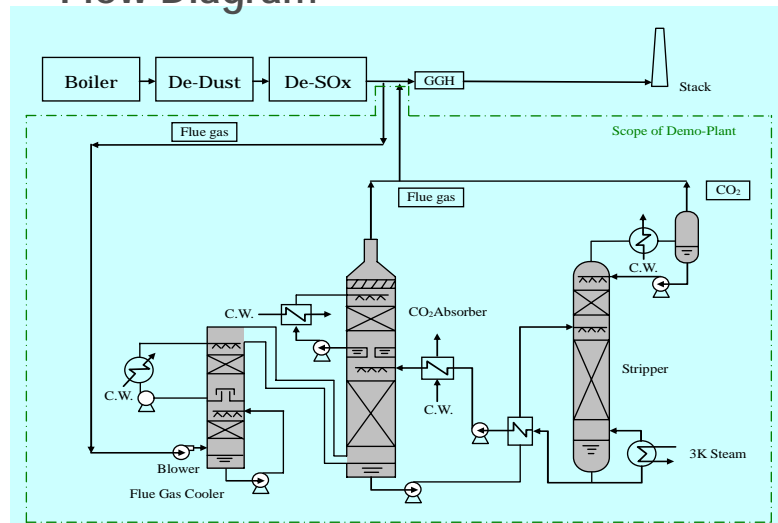 Flow Diagram
Boiler
De-Dust
De-SOx
GGH
Stack
Flue gas
Scope of Demo-Plant
Flue gas
CO₂
C.W.
C.W.
CO₂Absorber
Stripper
C.W.
C.W.
3K Steam
Blower
Flue Gas Cooler